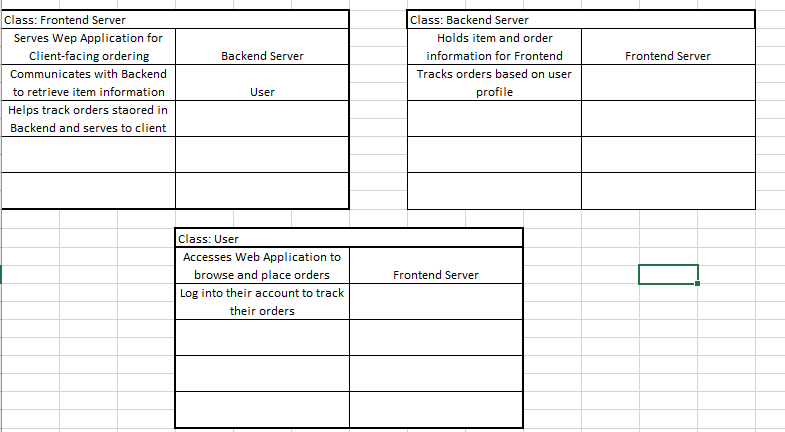 Class: Frontend Server
Serves Wep Application for
Client-facing ordering
Backend Server
Communicates with Backend
to retrieve item information
User
Helps track orders staored in
Backend and serves to client
Class: Backend Server
Holds item and order
information for Frontend
Frontend Server
Tracks orders based on user
profile
Class: User
Accesses Web Application to
browse and place orders
Frontend Server
Log into their account to track
their orders